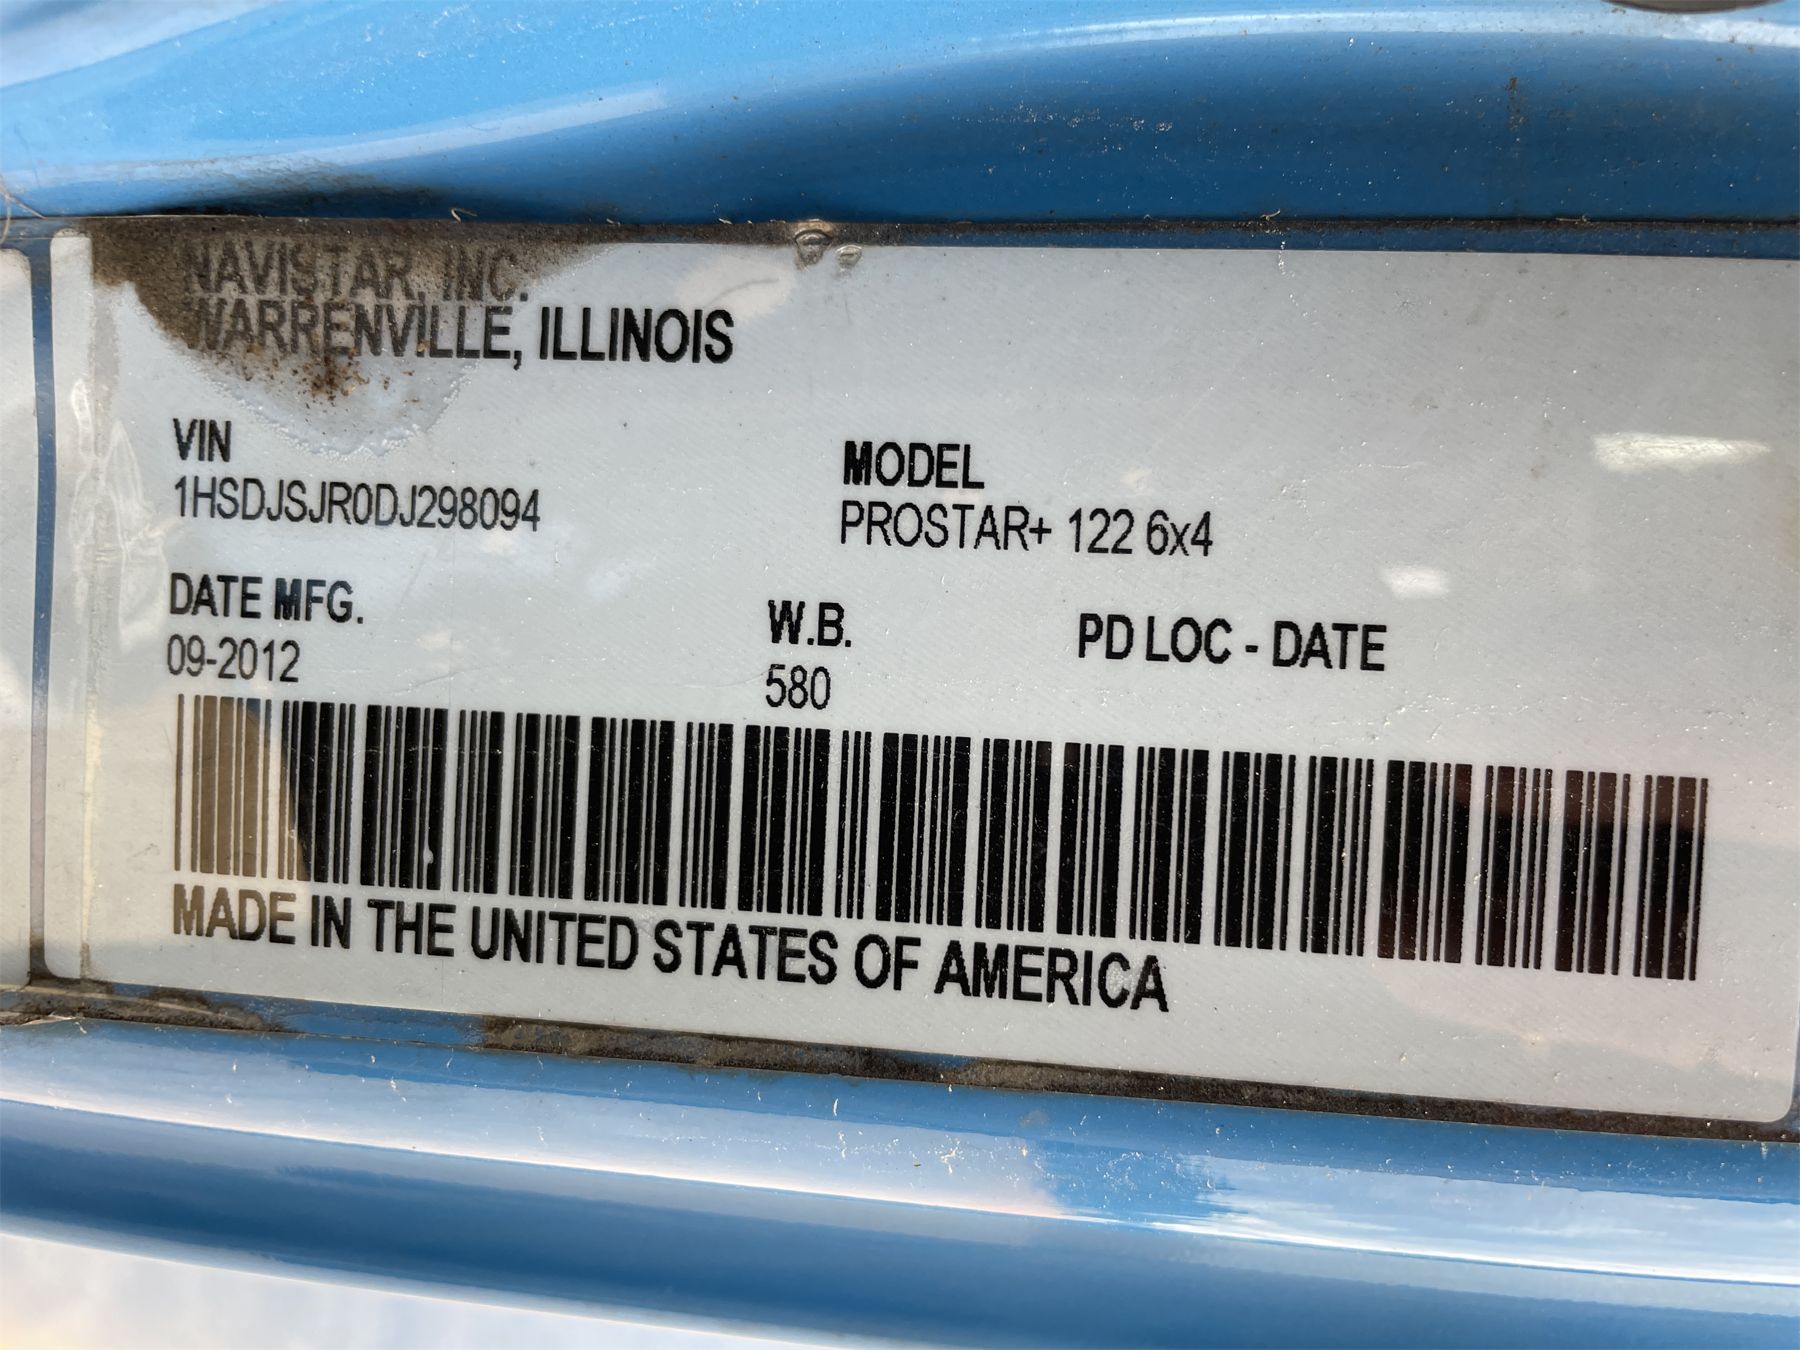 NAVISTAR, INC.
WARRENVILLE, ILLINOIS
VIN
1HSDJSJR0DJ298094
MODEL
PROSTAR+ 122 6x4
DATE MFG.
09-2012
W.B.
580
PD LOC - DATE
MADE IN THE UNITED STATES OF AMERICA